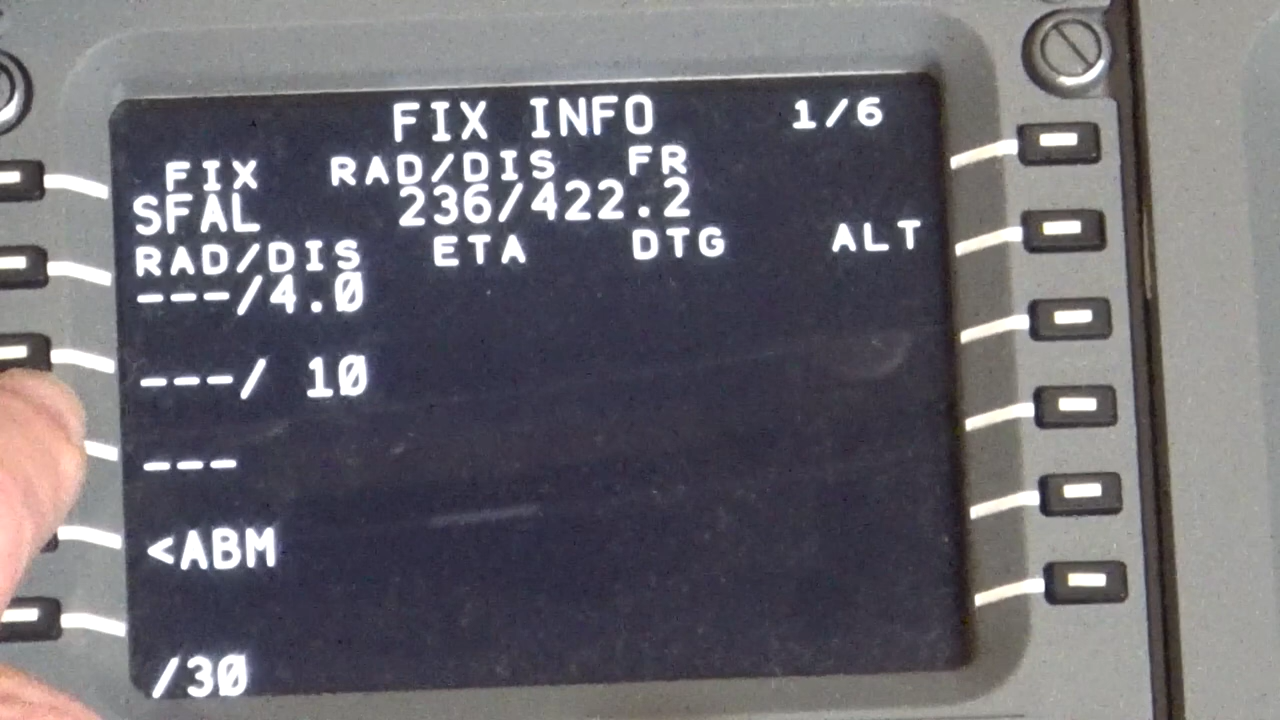 FIX INFO 1/6
FIX RAD/DIS FR
SFAL 236/422.2
RAD/DIS ETA DTG ALT
---/4.0
---/ 10
---
<ABM
/30